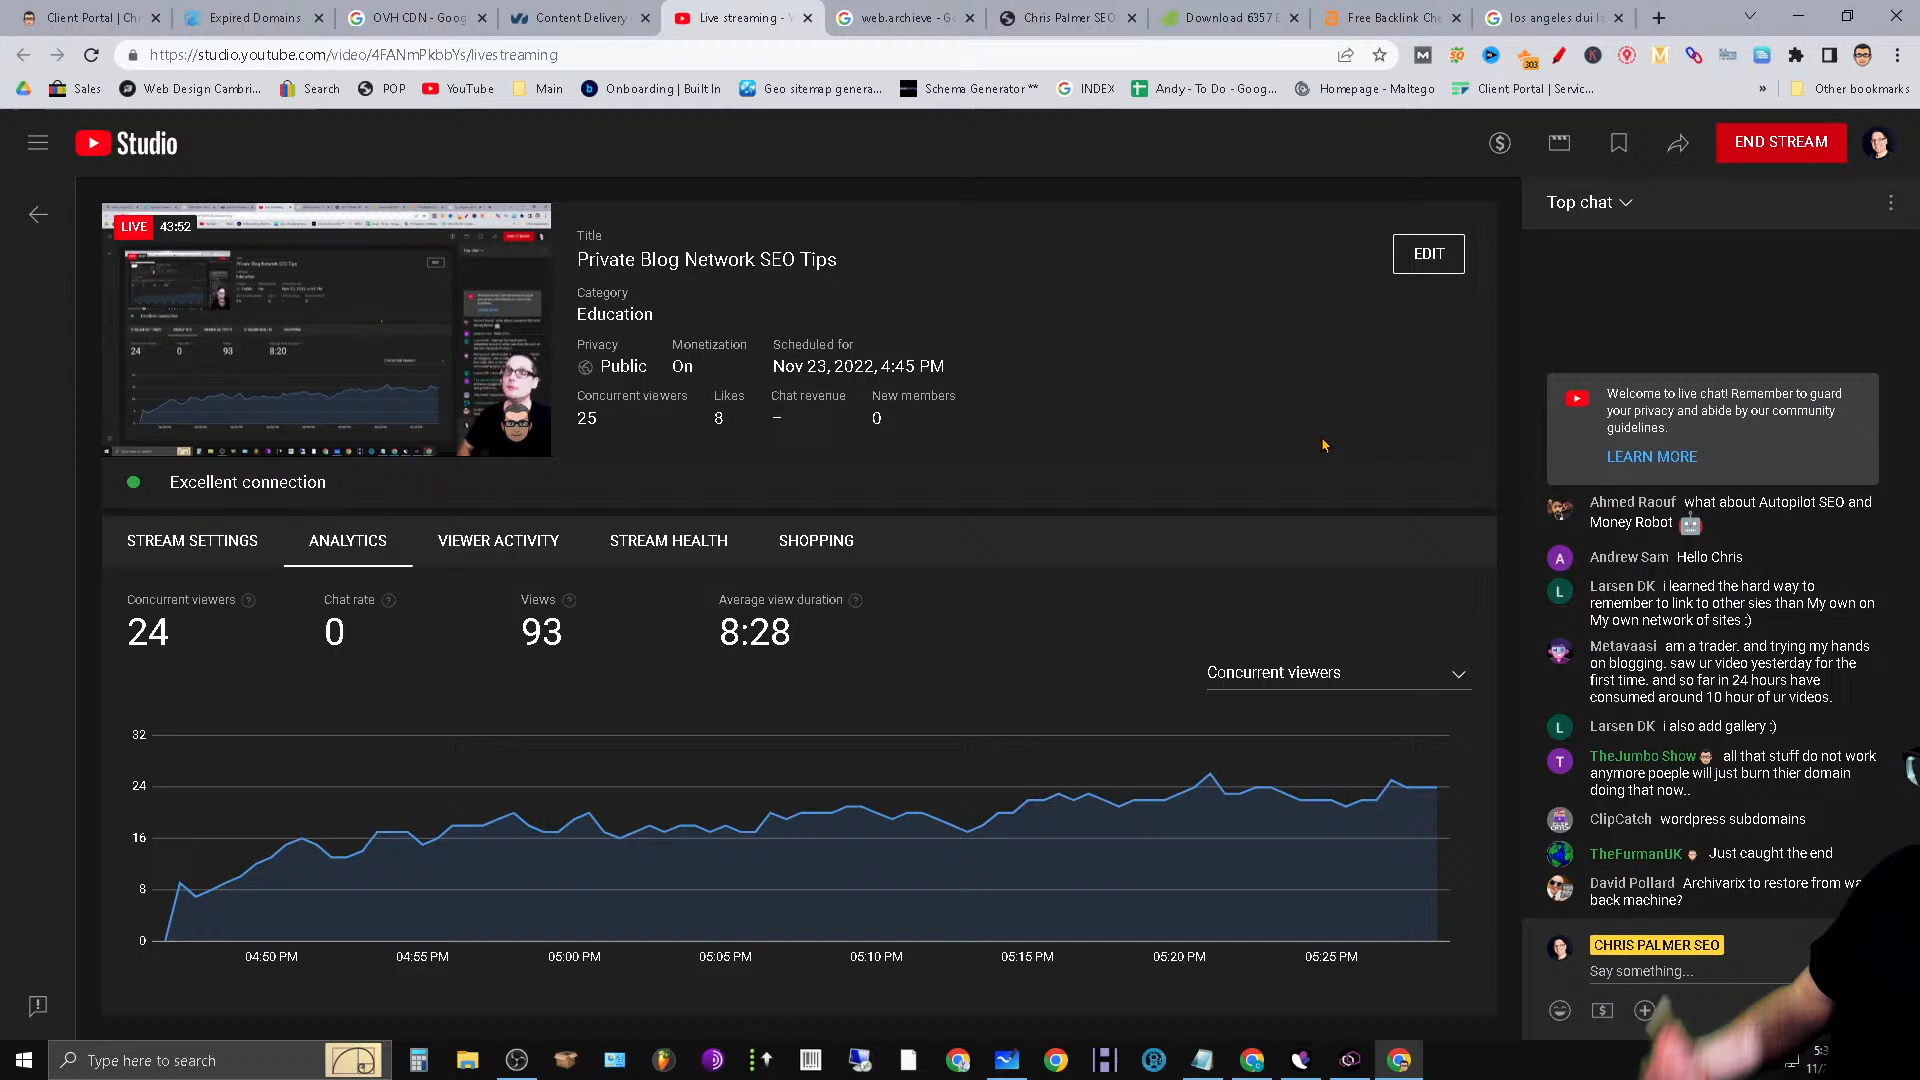 Client Portal | Chr
Expired Domains
OVH CDN - Goog
Content Delivery
Live streaming - Y
web.archieve - Go
Chris Palmer SEO
Download 6357 E
Free Backlink Che
los angeles dui l
https://studio.youtube.com/video/4FANmPkbbYs/livestreaming
303
Sales
Web Design Cambri...
Search
POP
YouTube
Main
Onboarding | Built In
Geo sitemap genera...
Schema Generator **
INDEX
Andy - To Do - Goog...
Homepage - Maltego
Client Portal | Servic...
»
Other bookmarks
Studio
END STREAM
LIVE
43:52
Title
Private Blog Network SEO Tips
EDIT
Category
Education
Privacy
Monetization
Scheduled for
Public
On
Nov 23, 2022, 4:45 PM
Concurrent viewers
Likes
Chat revenue
New members
25
8
–
0
Excellent connection
STREAM SETTINGS
ANALYTICS
VIEWER ACTIVITY
STREAM HEALTH
SHOPPING
Concurrent viewers
Chat rate
Views
Average view duration
24
0
93
8:28
Concurrent viewers
32
24
16
8
0
04:50 PM
04:55 PM
05:00 PM
05:05 PM
05:10 PM
05:15 PM
05:20 PM
05:25 PM
Top chat
Welcome to live chat! Remember to guard
your privacy and abide by our community
guidelines.
LEARN MORE
Ahmed Raouf what about Autopilot SEO and
Money Robot
A
Andrew Sam Hello Chris
L
Larsen DK i learned the hard way to
remember to link to other sies than My own on
My own network of sites :)
Metavaasi am a trader. and trying my hands
on blogging. saw ur video yesterday for the
first time. and so far in 24 hours have
consumed around 10 hour of ur videos.
L
Larsen DK i also add gallery :)
T
TheJumbo Show all that stuff do not work
anymore poeple will just burn thier domain
doing that now..
ClipCatch wordpress subdomains
TheFurmanUK Just caught the end
David Pollard Archivarix to restore from wa
back machine?
CHRIS PALMER SEO
Say something...
Type here to search
5:3
11/